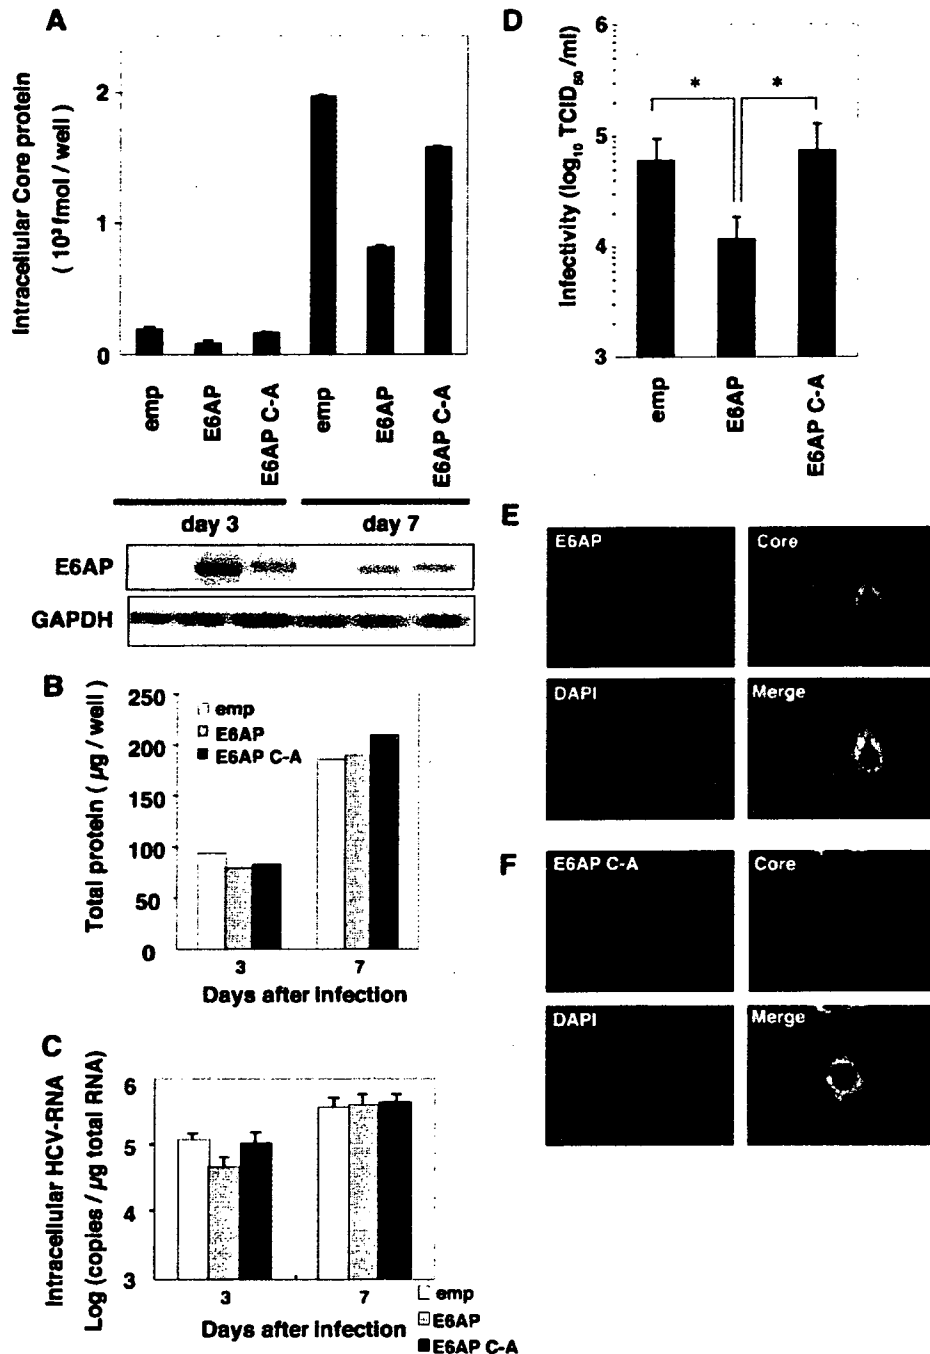 A
Intracellular Core protein
( 10³ fmol / well )
2
1
0
emp
E6AP
E6AP C-A
emp
E6AP
E6AP C-A
day 3
day 7
E6AP
GAPDH
B
Total protein ( µg / well )
250
200
150
100
50
0
emp
E6AP
E6AP C-A
3
7
Days after infection
C
Intracellular HCV-RNA
Log (copies / µg total RNA)
6
5
4
3
3
7
Days after infection
emp
E6AP
E6AP C-A
D
Infectivity (log₁₀ TCID₅₀ /ml)
6
5
4
3
*
*
emp
E6AP
E6AP C-A
E
E6AP
Core
DAPI
Merge
F
E6AP C-A
Core
DAPI
Merge